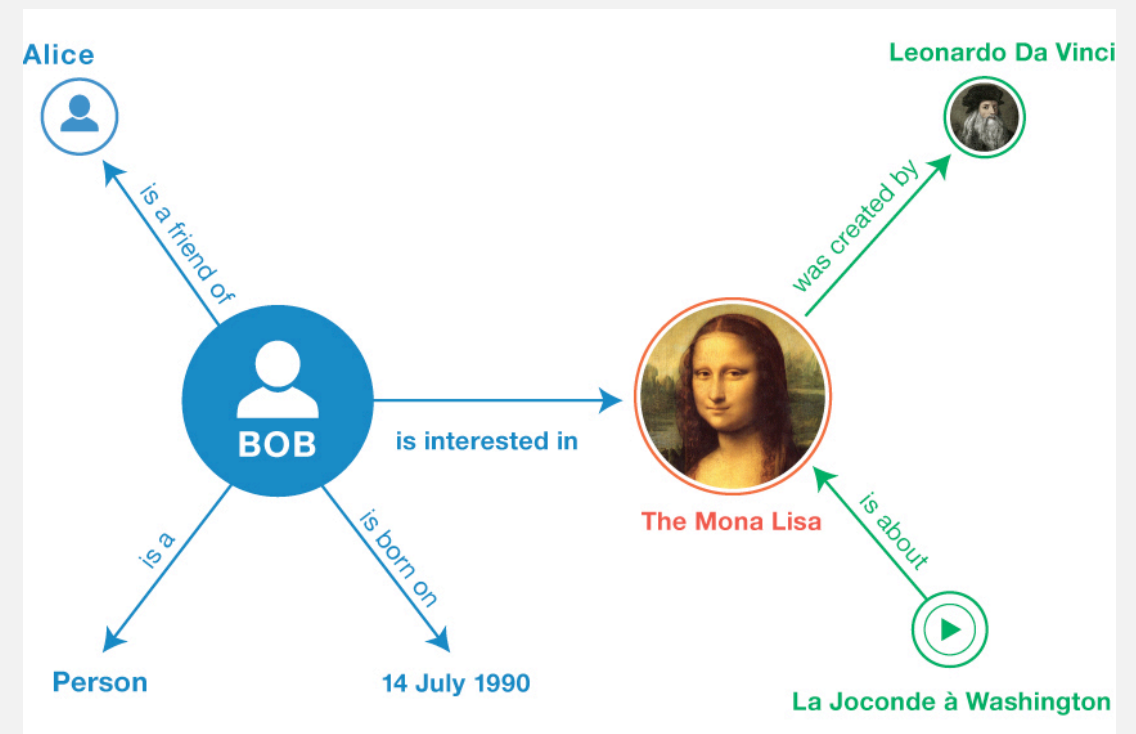 Alice
Leonardo Da Vinci
is a friend of
was created by
BOB
is interested in
The Mona Lisa
is a
is born on
is about
Person
14 July 1990
La Joconde à Washington